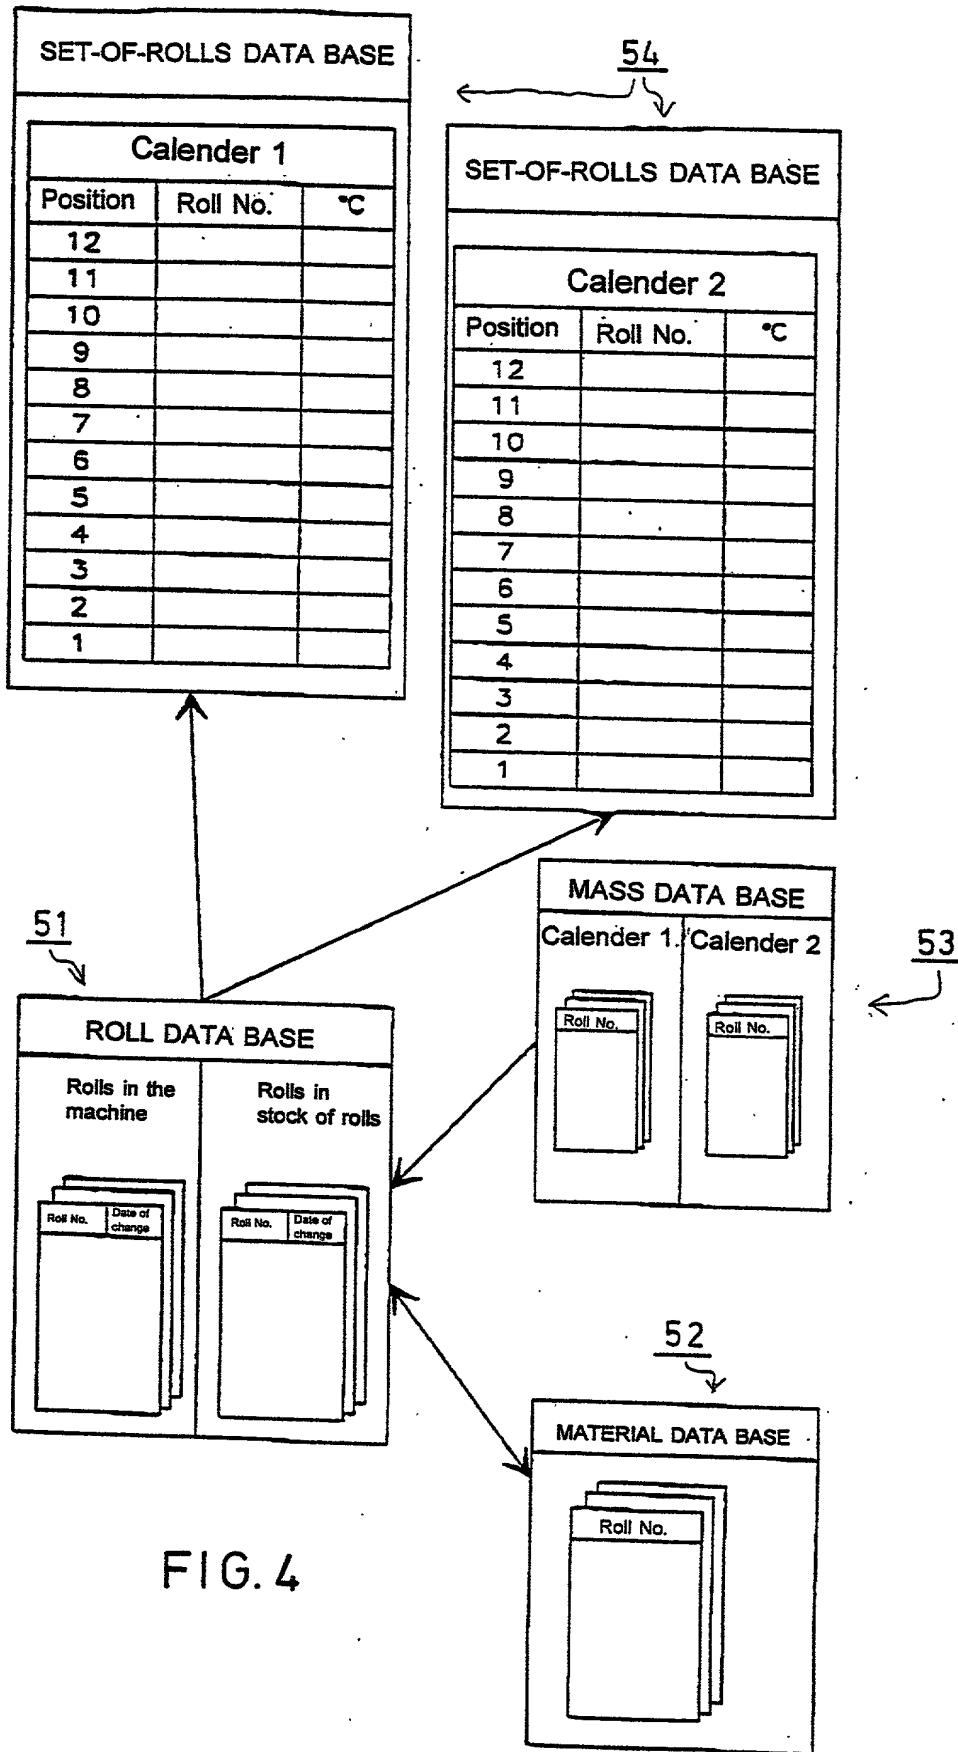 SET-OF-ROLLS DATA BASE
Calender 1
Position Roll No. °C
12
11
10
9
8
7
6
5
4
3
2
1
54
SET-OF-ROLLS DATA BASE
Calender 2
Position Roll No. °C
12
11
10
9
8
7
6
5
4
3
2
1
51
ROLL DATA BASE
Rolls in the
machine
Rolls in
stock of rolls
Roll No. Date of
change
Roll No. Date of
change
MASS DATA BASE
Calender 1 Calender 2
Roll No. Roll No.
53
52
MATERIAL DATA BASE
Roll No.
FIG. 4